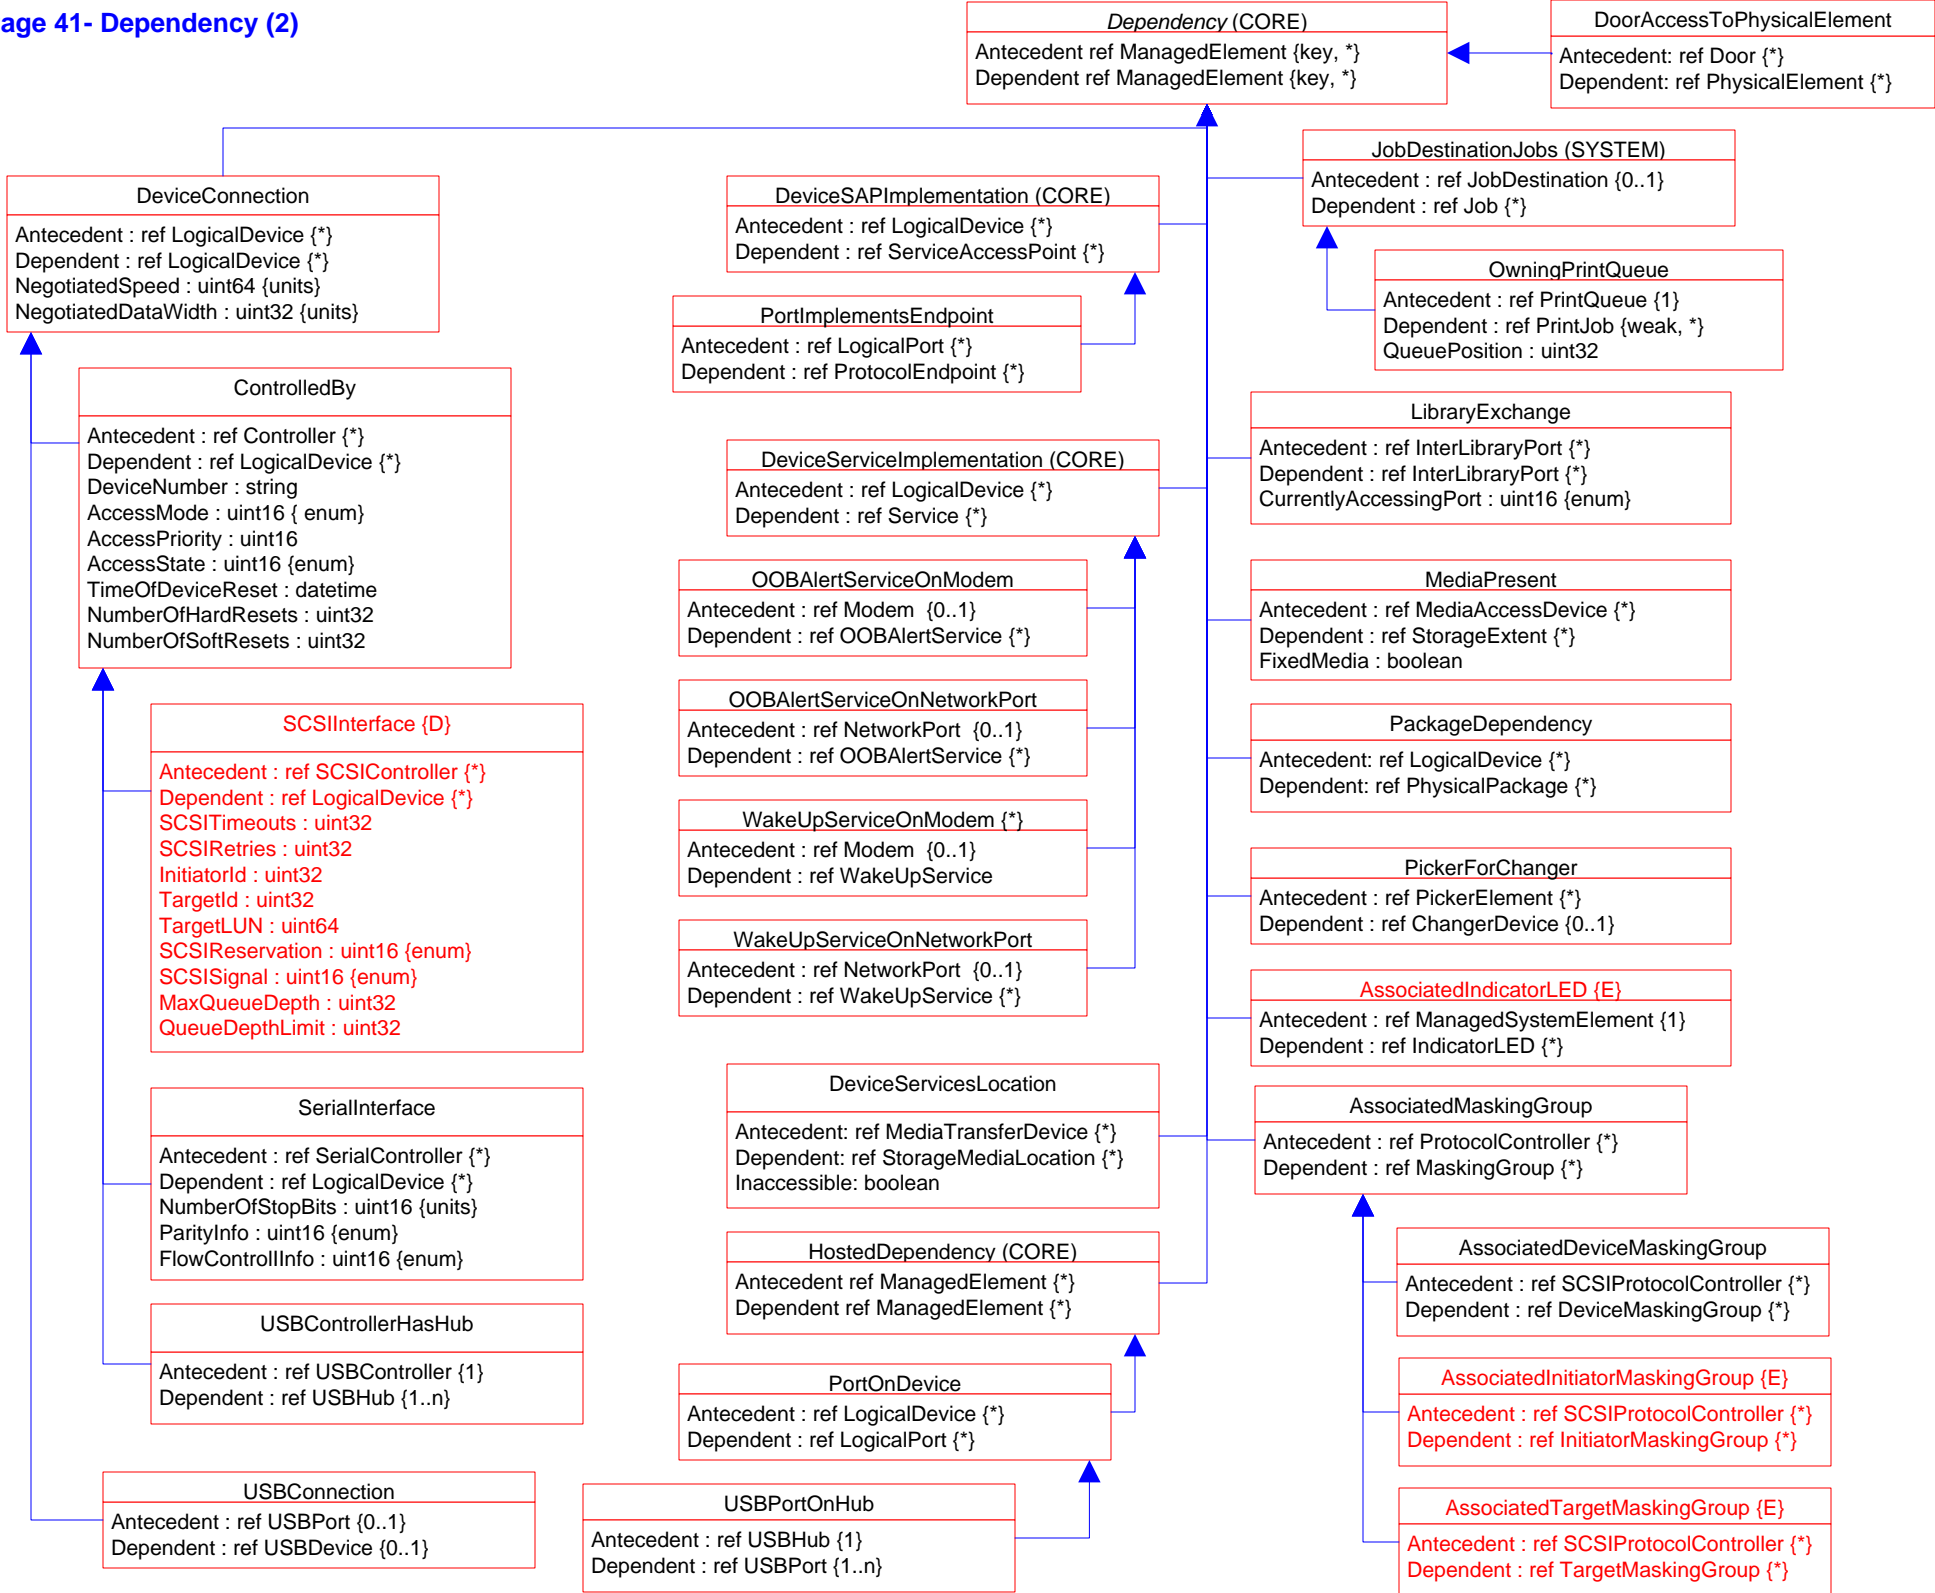 age 41- Dependency (2)
Dependency (CORE)
Antecedent ref ManagedElement {key, *}
Dependent ref ManagedElement {key, *}
DoorAccessToPhysicalElement
Antecedent: ref Door {*}
Dependent: ref PhysicalElement {*}
DeviceConnection
Antecedent : ref LogicalDevice {*}
Dependent : ref LogicalDevice {*}
NegotiatedSpeed : uint64 {units}
NegotiatedDataWidth : uint32 {units}
ControlledBy
Antecedent : ref Controller {*}
Dependent : ref LogicalDevice {*}
DeviceNumber : string
AccessMode : uint16 { enum}
AccessPriority : uint16
AccessState : uint16 {enum}
TimeOfDeviceReset : datetime
NumberOfHardResets : uint32
NumberOfSoftResets : uint32
SCSIInterface {D}
Antecedent : ref SCSIController {*}
Dependent : ref LogicalDevice {*}
SCSITimeouts : uint32
SCSIRetries : uint32
InitiatorId : uint32
TargetId : uint32
TargetLUN : uint64
SCSIReservation : uint16 {enum}
SCSISignal : uint16 {enum}
MaxQueueDepth : uint32
QueueDepthLimit : uint32
SerialInterface
Antecedent : ref SerialController {*}
Dependent : ref LogicalDevice {*}
NumberOfStopBits : uint16 {units}
ParityInfo : uint16 {enum}
FlowControlInfo : uint16 {enum}
USBControllerHasHub
Antecedent : ref USBController {1}
Dependent : ref USBHub {1..n}
USBConnection
Antecedent : ref USBPort {0..1}
Dependent : ref USBDevice {0..1}
DeviceSAPImplementation (CORE)
Antecedent : ref LogicalDevice {*}
Dependent : ref ServiceAccessPoint {*}
PortImplementsEndpoint
Antecedent : ref LogicalPort {*}
Dependent : ref ProtocolEndpoint {*}
DeviceServiceImplementation (CORE)
Antecedent : ref LogicalDevice {*}
Dependent : ref Service {*}
OOBAlertServiceOnModem
Antecedent : ref Modem  {0..1}
Dependent : ref OOBAlertService {*}
OOBAlertServiceOnNetworkPort
Antecedent : ref NetworkPort  {0..1}
Dependent : ref OOBAlertService {*}
WakeUpServiceOnModem {*}
Antecedent : ref Modem  {0..1}
Dependent : ref WakeUpService
WakeUpServiceOnNetworkPort
Antecedent : ref NetworkPort  {0..1}
Dependent : ref WakeUpService {*}
DeviceServicesLocation
Antecedent: ref MediaTransferDevice {*}
Dependent: ref StorageMediaLocation {*}
Inaccessible: boolean
HostedDependency (CORE)
Antecedent ref ManagedElement {*}
Dependent ref ManagedElement {*}
PortOnDevice
Antecedent : ref LogicalDevice {*}
Dependent : ref LogicalPort {*}
USBPortOnHub
Antecedent : ref USBHub {1}
Dependent : ref USBPort {1..n}
JobDestinationJobs (SYSTEM)
Antecedent : ref JobDestination {0..1}
Dependent : ref Job {*}
OwningPrintQueue
Antecedent : ref PrintQueue {1}
Dependent : ref PrintJob {weak, *}
QueuePosition : uint32
LibraryExchange
Antecedent : ref InterLibraryPort {*}
Dependent : ref InterLibraryPort {*}
CurrentlyAccessingPort : uint16 {enum}
MediaPresent
Antecedent : ref MediaAccessDevice {*}
Dependent : ref StorageExtent {*}
FixedMedia : boolean
PackageDependency
Antecedent: ref LogicalDevice {*}
Dependent: ref PhysicalPackage {*}
PickerForChanger
Antecedent : ref PickerElement {*}
Dependent : ref ChangerDevice {0..1}
AssociatedIndicatorLED {E}
Antecedent : ref ManagedSystemElement {1}
Dependent : ref IndicatorLED {*}
AssociatedMaskingGroup
Antecedent : ref ProtocolController {*}
Dependent : ref MaskingGroup {*}
AssociatedDeviceMaskingGroup
Antecedent : ref SCSIProtocolController {*}
Dependent : ref DeviceMaskingGroup {*}
AssociatedInitiatorMaskingGroup {E}
Antecedent : ref SCSIProtocolController {*}
Dependent : ref InitiatorMaskingGroup {*}
AssociatedTargetMaskingGroup {E}
Antecedent : ref SCSIProtocolController {*}
Dependent : ref TargetMaskingGroup {*}